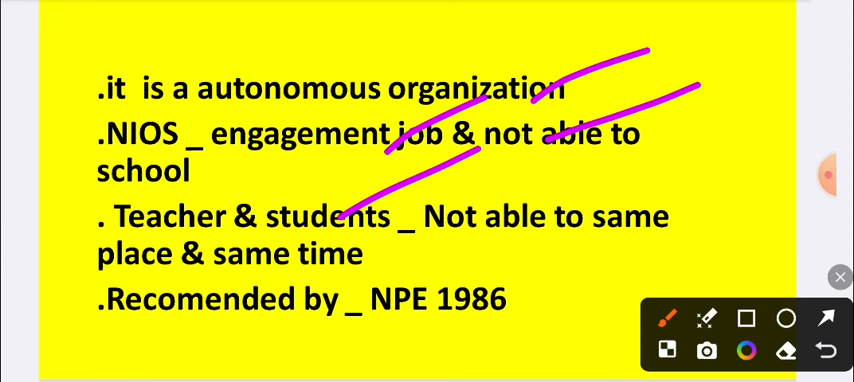 .it is a autonomous organization
.NIOS _ engagement job & not able to
school
. Teacher & students _ Not able to same
place & same time
.Recomended by _ NPE 1986